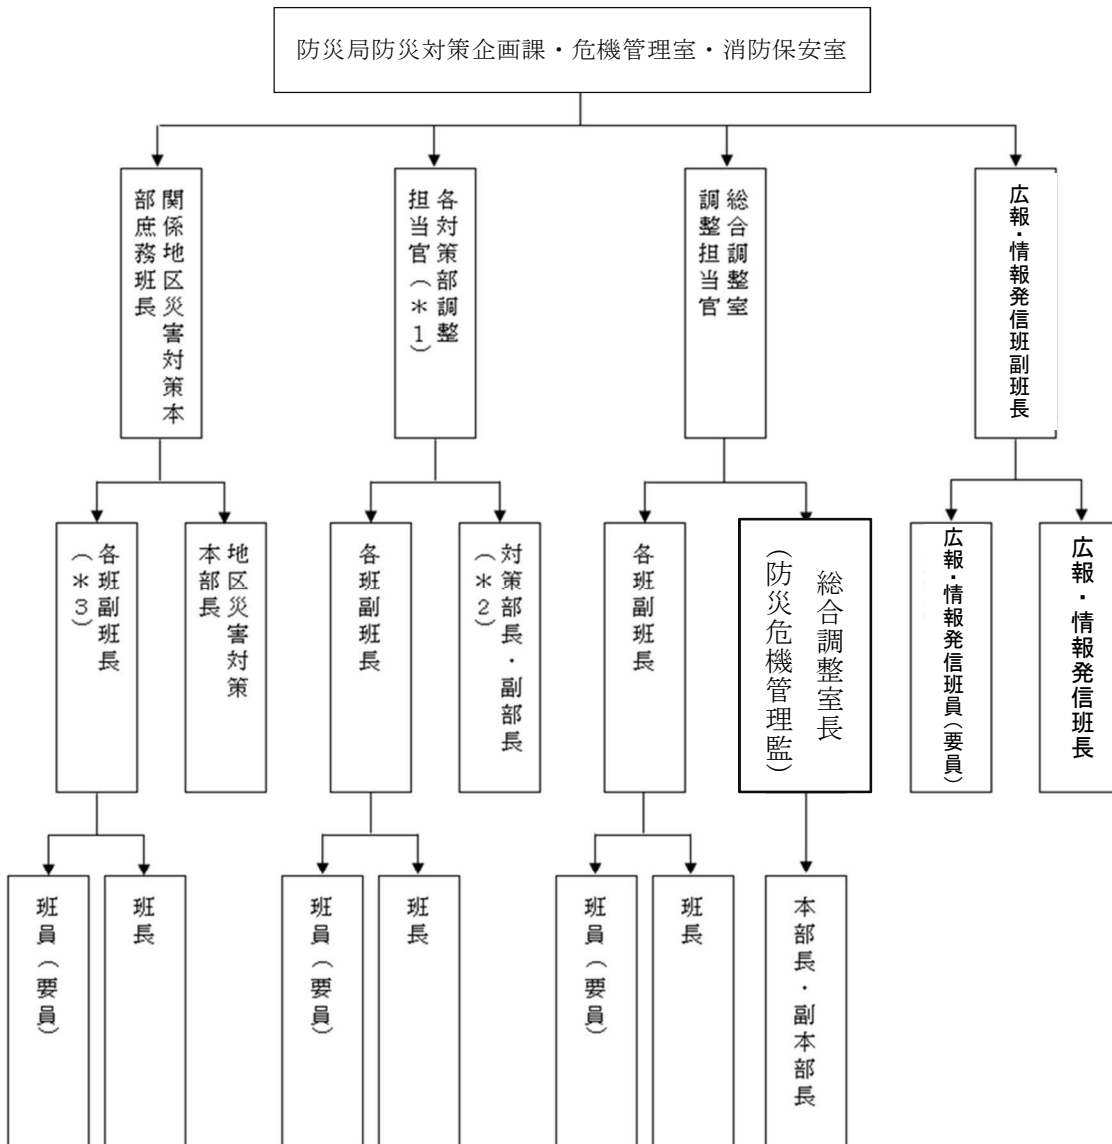 防災局防災対策企画課・危機管理室・消防保安室
関係地区災害対策本
部庶務班長
各対策部調整
担当官(*1)
総合調整室
調整担当官
広報・情報発信班副班長
各班副班長
(*3)
地区災害対策
本部長
各班副班長
対策部長・副部長
(*2)
各班副班長
総合調整室長
(防災危機管理監)
広報・情報発信班員(要員)
広報・情報発信班長
班員(要員)
班長
班員(要員)
班長
班員(要員)
班長
本部長・副本部長